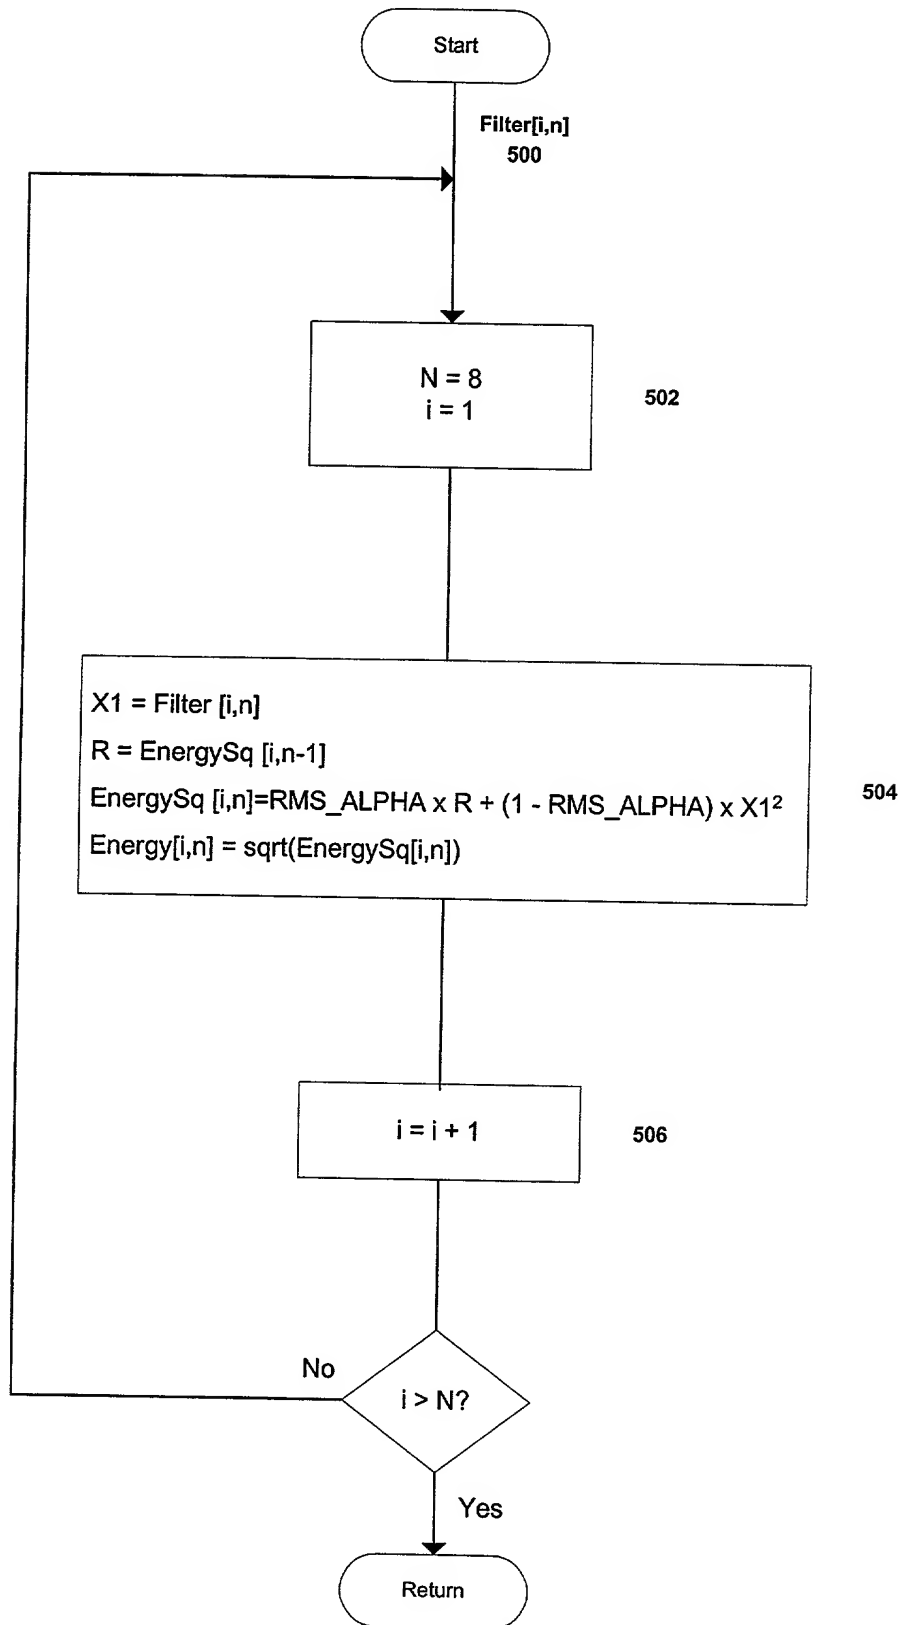 Start
Filter[i,n]
500
N = 8
i = 1
502
X1 = Filter [i,n]
R = EnergySq [i,n-1]
EnergySq [i,n]=RMS_ALPHA x R + (1 - RMS_ALPHA) x X1²
Energy[i,n] = sqrt(EnergySq[i,n])
504
i = i + 1
506
No
i > N?
Yes
Return